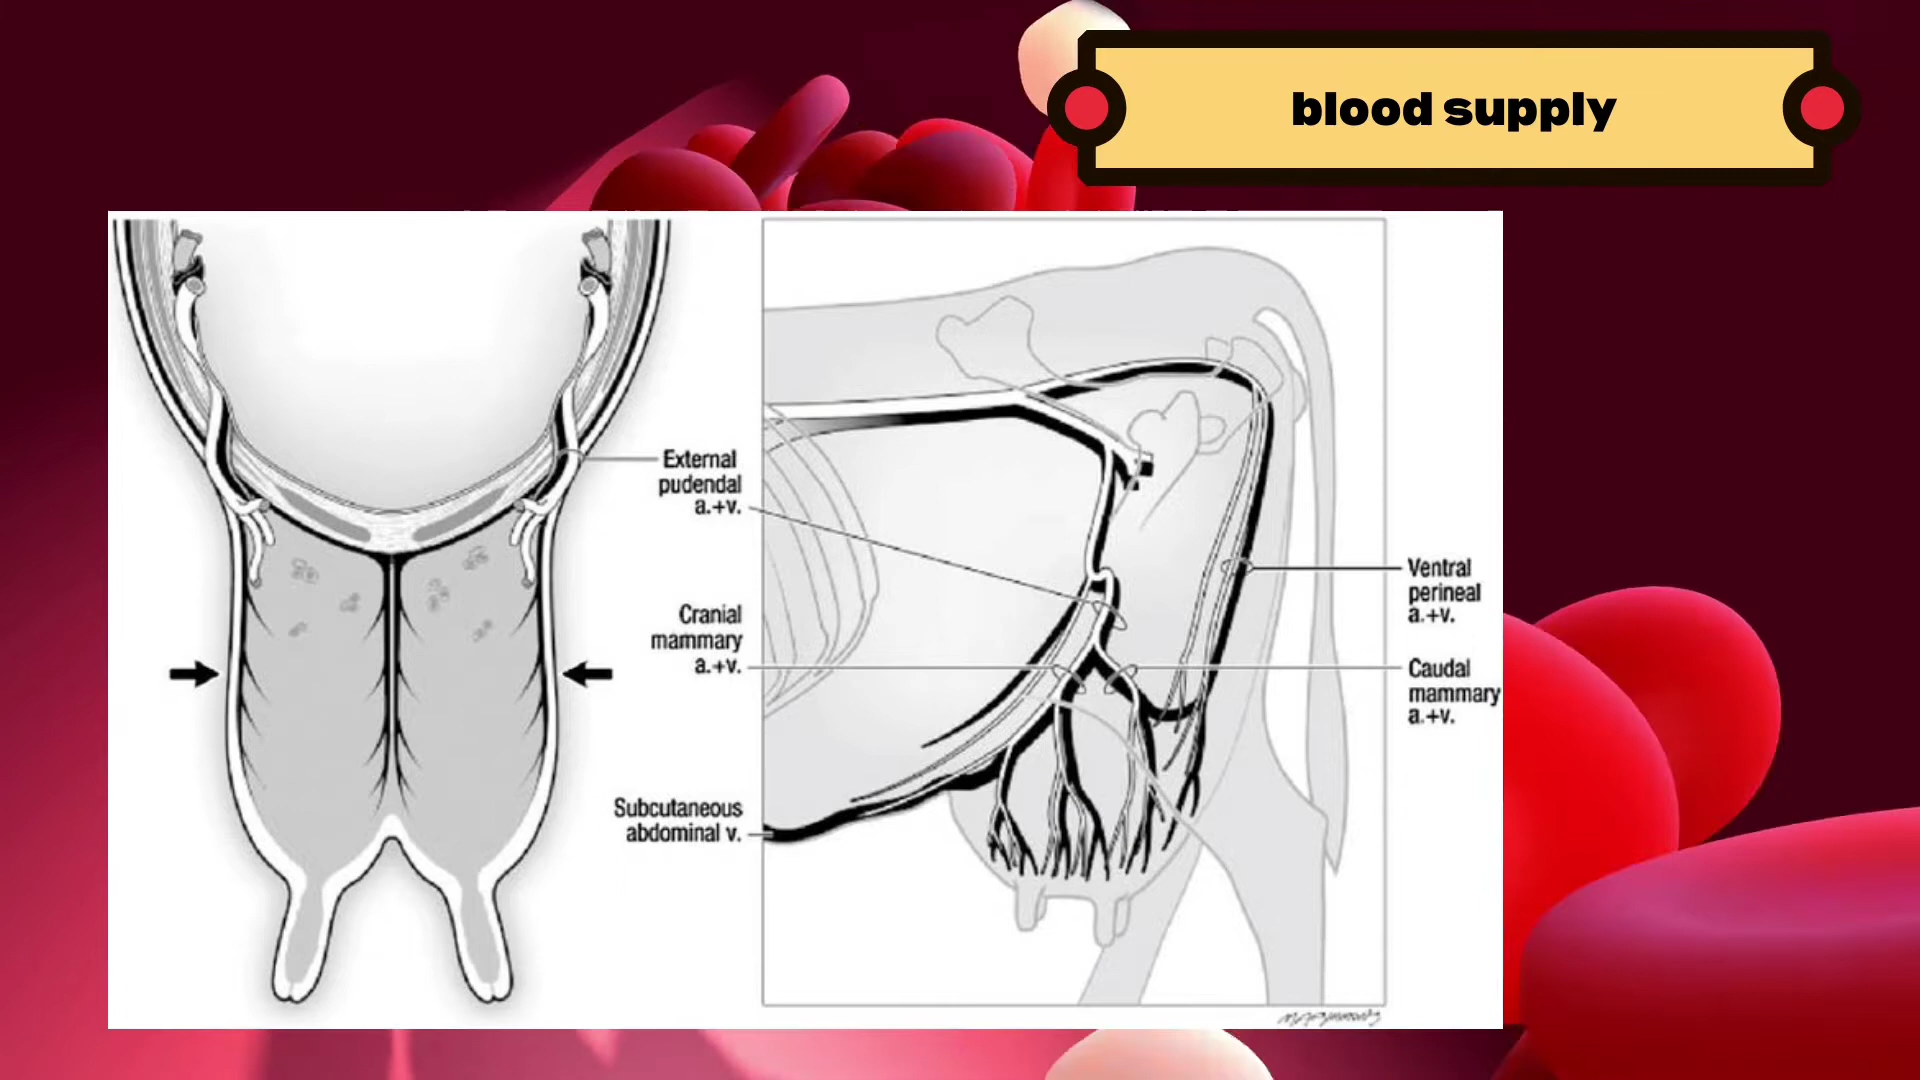 blood supply
External
pudendal
a.+v.
Cranial
mammary
a.+v.
Subcutaneous
abdominal v.
Ventral
perineal
a.+v.
Caudal
mammary
a.+v.